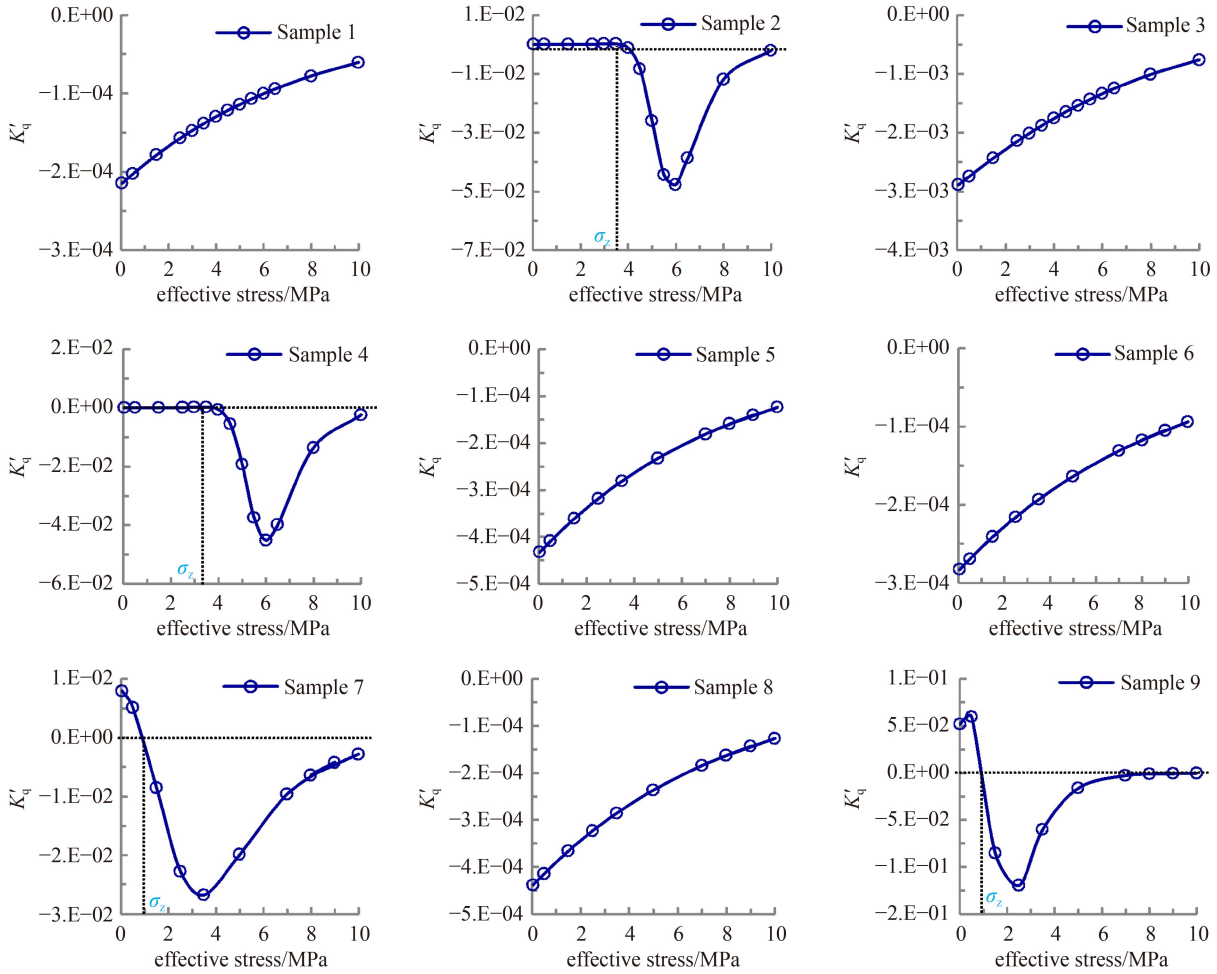 Sample 1
0.E+00
−1.E−04
−2.E−04
−3.E−04
K′q
0 2 4 6 8 10
effective stress/MPa
Sample 2
1.E−02
−1.E−02
−3.E−02
−5.E−02
−7.E−02
K′q
σz
0 2 4 6 8 10
effective stress/MPa
Sample 3
0.E+00
−1.E−03
−2.E−03
−3.E−03
−4.E−03
K′q
0 2 4 6 8 10
effective stress/MPa
Sample 4
2.E−02
0.E+00
−2.E−02
−4.E−02
−6.E−02
K′q
σz
0 2 4 6 8 10
effective stress/MPa
Sample 5
0.E+00
−1.E−04
−2.E−04
−3.E−04
−4.E−04
−5.E−04
K′q
0 2 4 6 8 10
effective stress/MPa
Sample 6
0.E+00
−1.E−04
−2.E−04
−3.E−04
K′q
0 2 4 6 8 10
effective stress/MPa
Sample 7
1.E−02
0.E+00
−1.E−02
−2.E−02
−3.E−02
K′q
σz
0 2 4 6 8 10
effective stress/MPa
Sample 8
0.E+00
−1.E−04
−2.E−04
−3.E−04
−4.E−04
−5.E−04
K′q
0 2 4 6 8 10
effective stress/MPa
Sample 9
1.E−01
5.E−02
0.E+00
−5.E−02
−1.E−01
−2.E−01
K′q
σz
0 2 4 6 8 10
effective stress/MPa